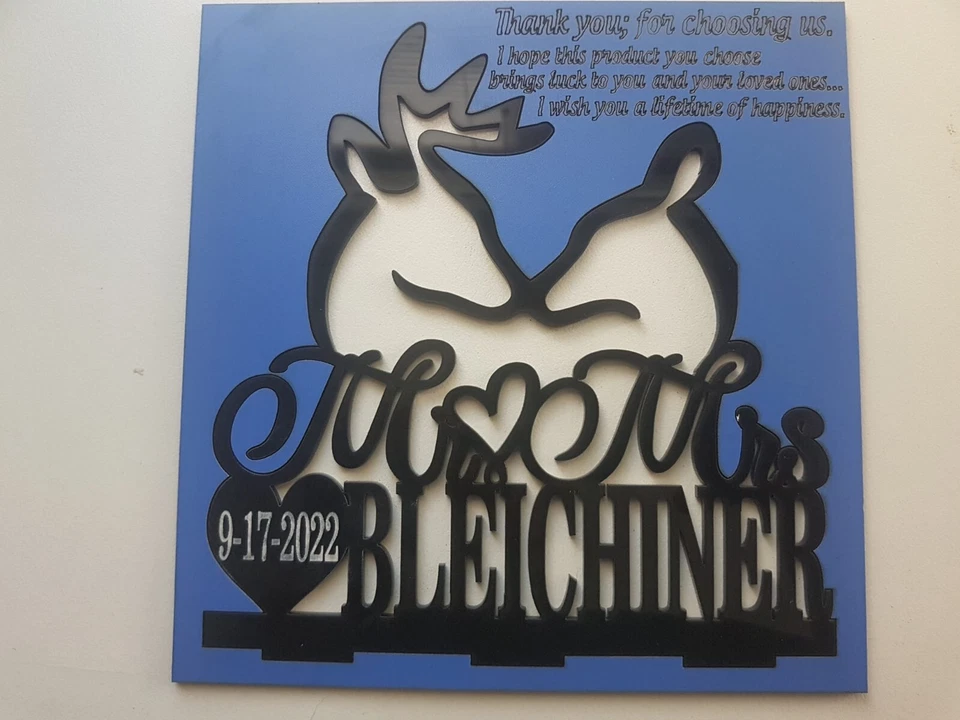 Thank you; for choosing us.
I hope this product you choose
brings luck to you and your loved ones...
I wish you a lifetime of happiness.
Mr Mrs
9-17-2022
BLEICHNER